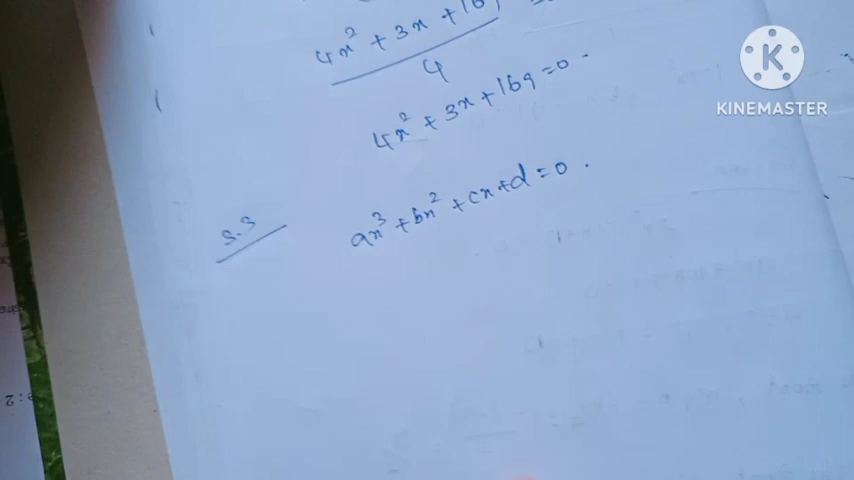 4x² + 3x + 16
4
4x² + 3x + 169 = 0.
3.3 ax³ + bx² + cx + d = 0.
KINEMASTER